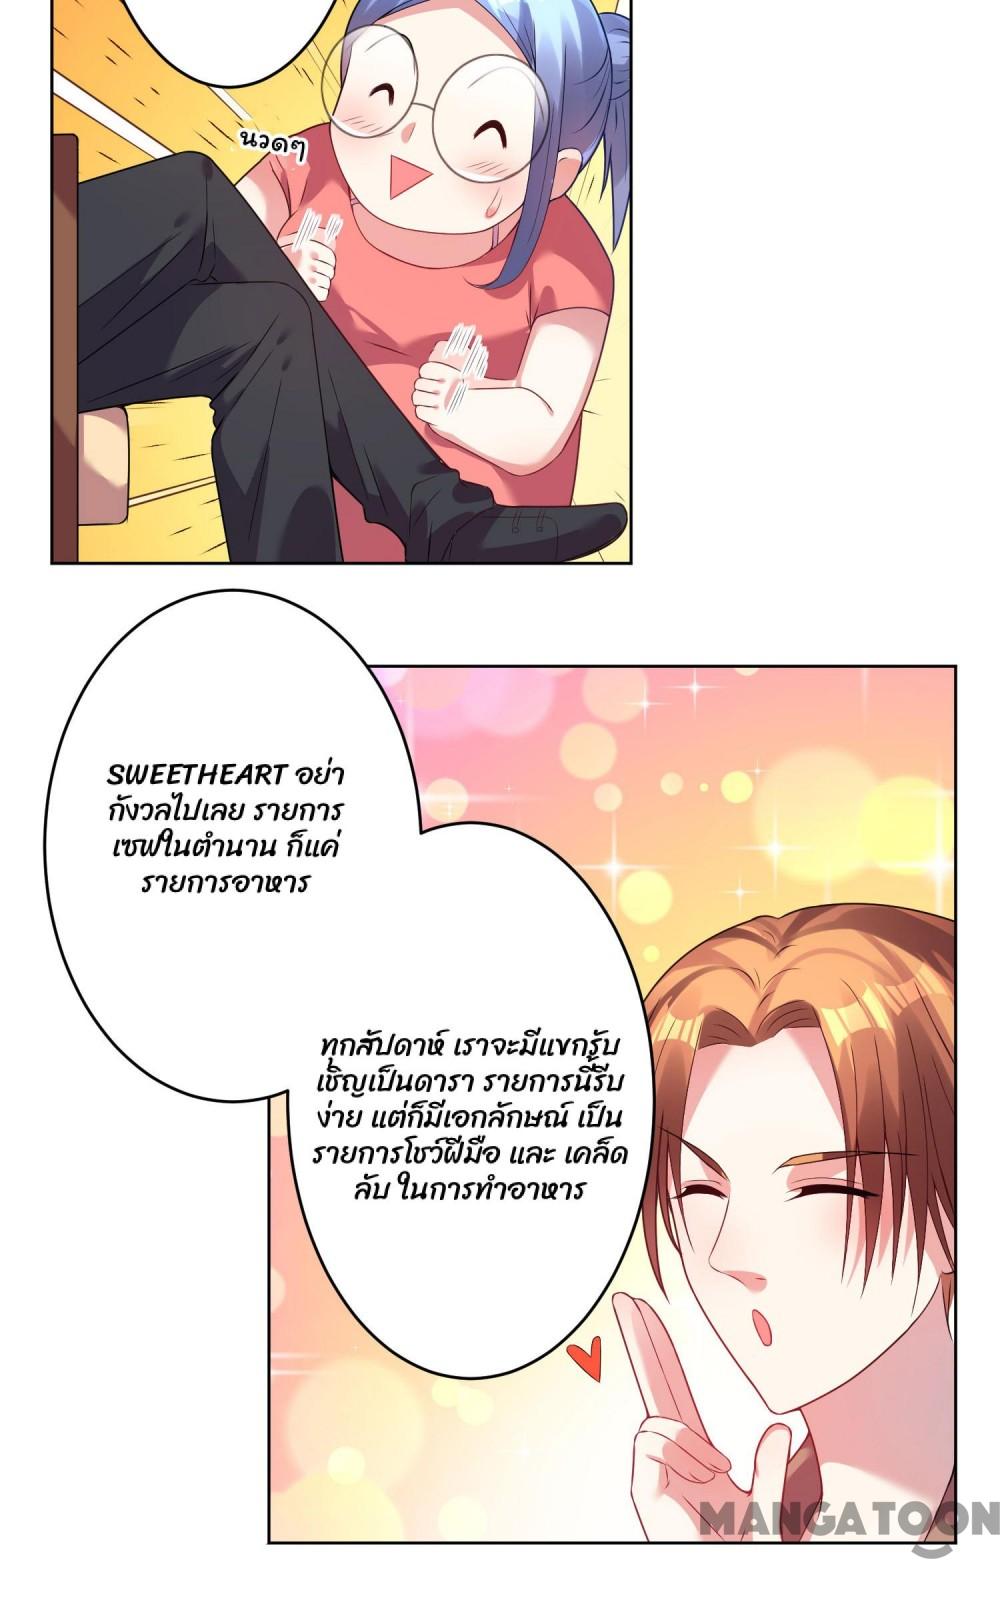 นวดๆ
SWEETHEART อย่า
กังวลไปเลย รายการ
เชฟในตำนาน ก็แค่
รายการอาหาร
ทุกสัปดาห์ เราจะมีแขกรับ
เชิญเป็นดารา รายการนี้รีบ
ง่าย แต่ก็มีเอกลักษณ์ เป็น
รายการโชว์ฝีมือ และ เคล็ด
ลับ ในการทำอาหาร
MANGATOON